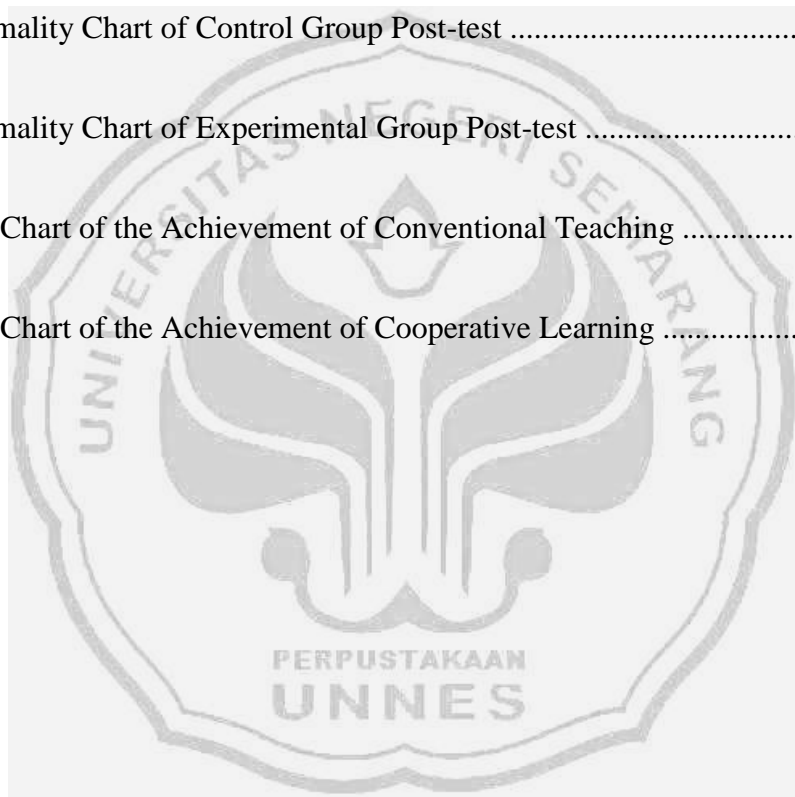 mality Chart of Control Group Post-test ....................................
mality Chart of Experimental Group Post-test ...........................
Chart of the Achievement of Conventional Teaching ..............
Chart of the Achievement of Cooperative Learning .................
UNIVERSITAS NEGERI SEMARANG
PERPUSTAKAAN
UNNES